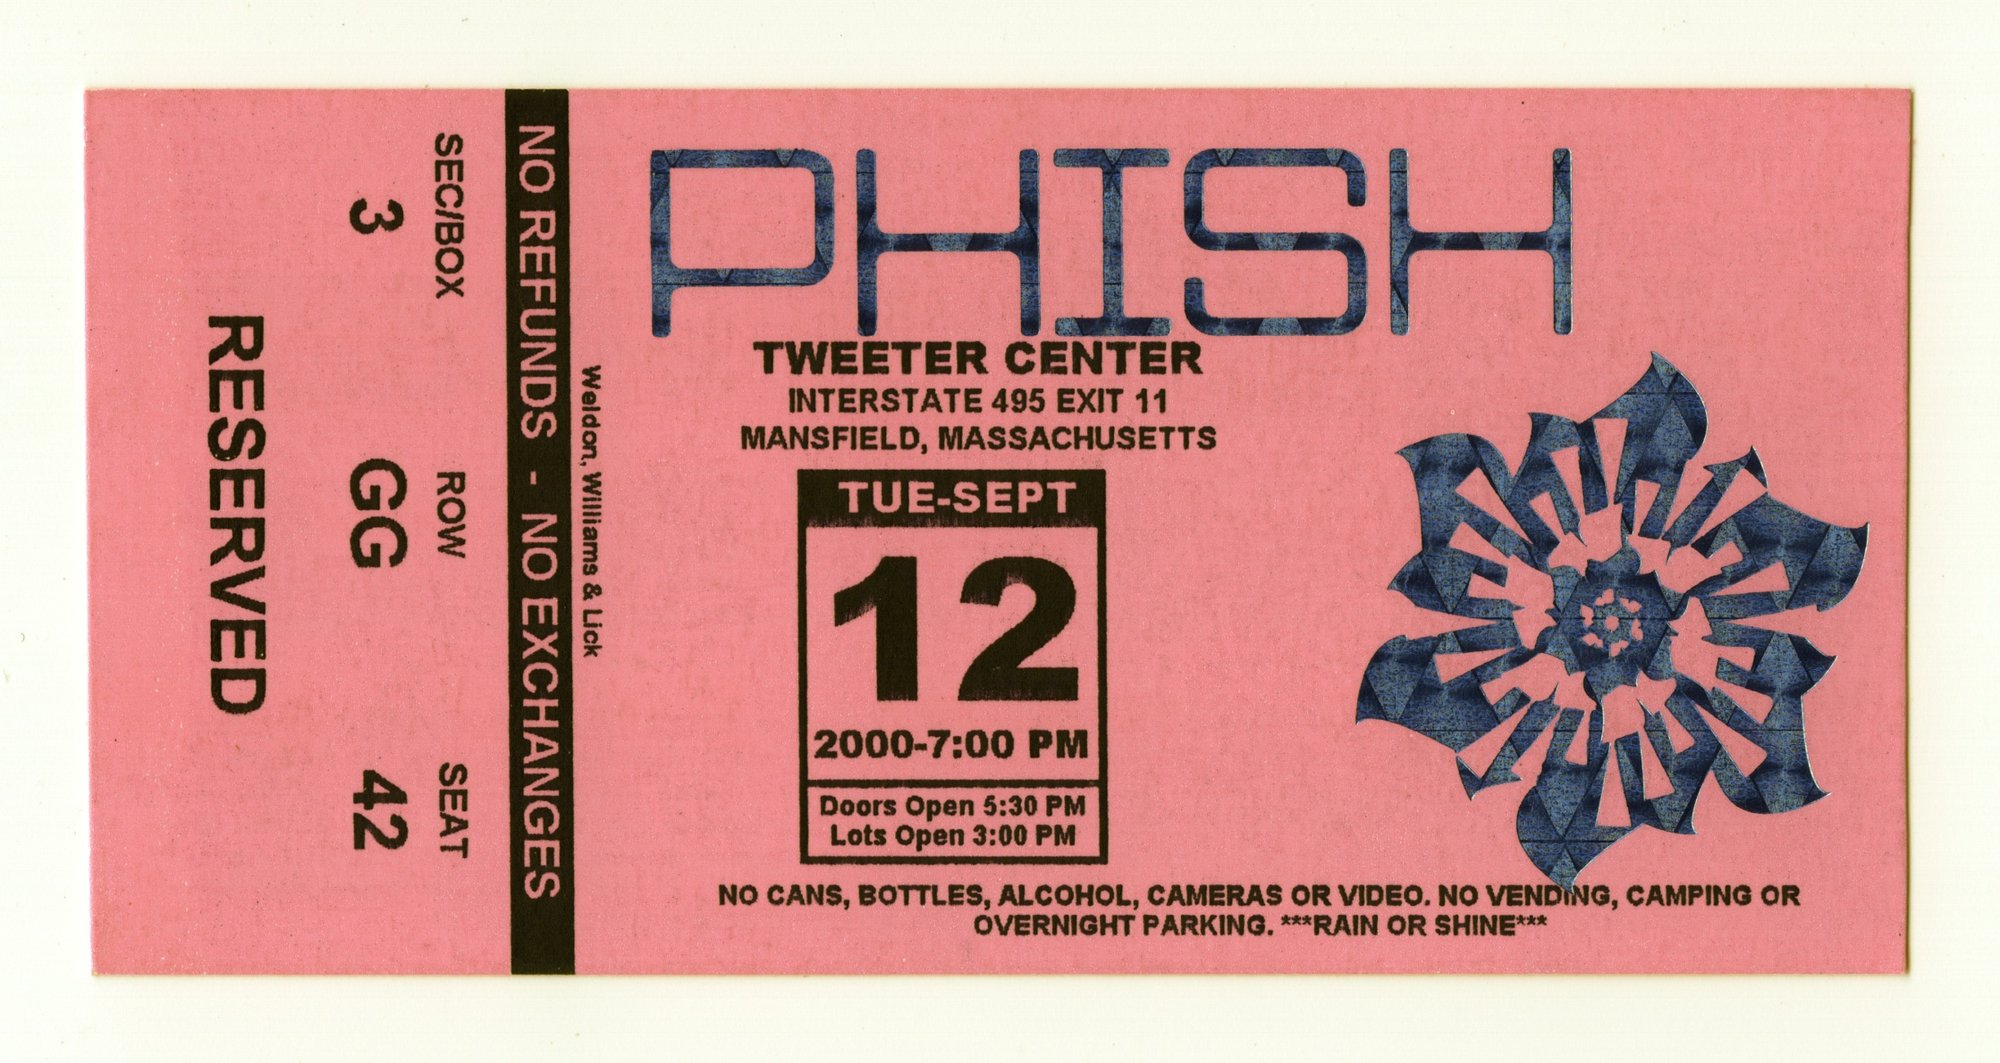 PHISH
TWEETER CENTER
INTERSTATE 495 EXIT 11
MANSFIELD, MASSACHUSETTS
TUE-SEPT
12
2000-7:00 PM
Doors Open 5:30 PM
Lots Open 3:00 PM
NO CANS, BOTTLES, ALCOHOL, CAMERAS OR VIDEO. NO VENDING, CAMPING OR
OVERNIGHT PARKING. ***RAIN OR SHINE***
Weldon, Williams & Lick
NO REFUNDS - NO EXCHANGES
SEC/BOX ROW SEAT
3 GG 42
RESERVED